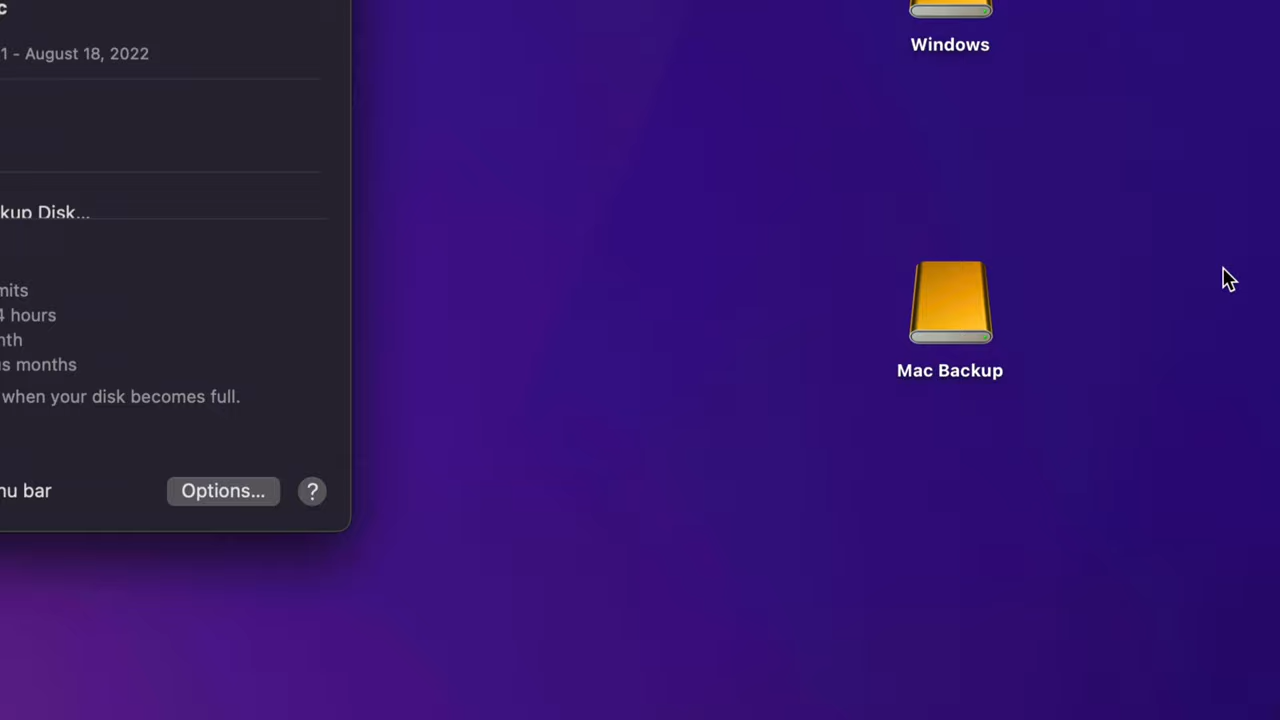 c
1 - August 18, 2022
kup Disk...
mits
4 hours
nth
us months
when your disk becomes full.
nu bar
Options...
?
Windows
Mac Backup